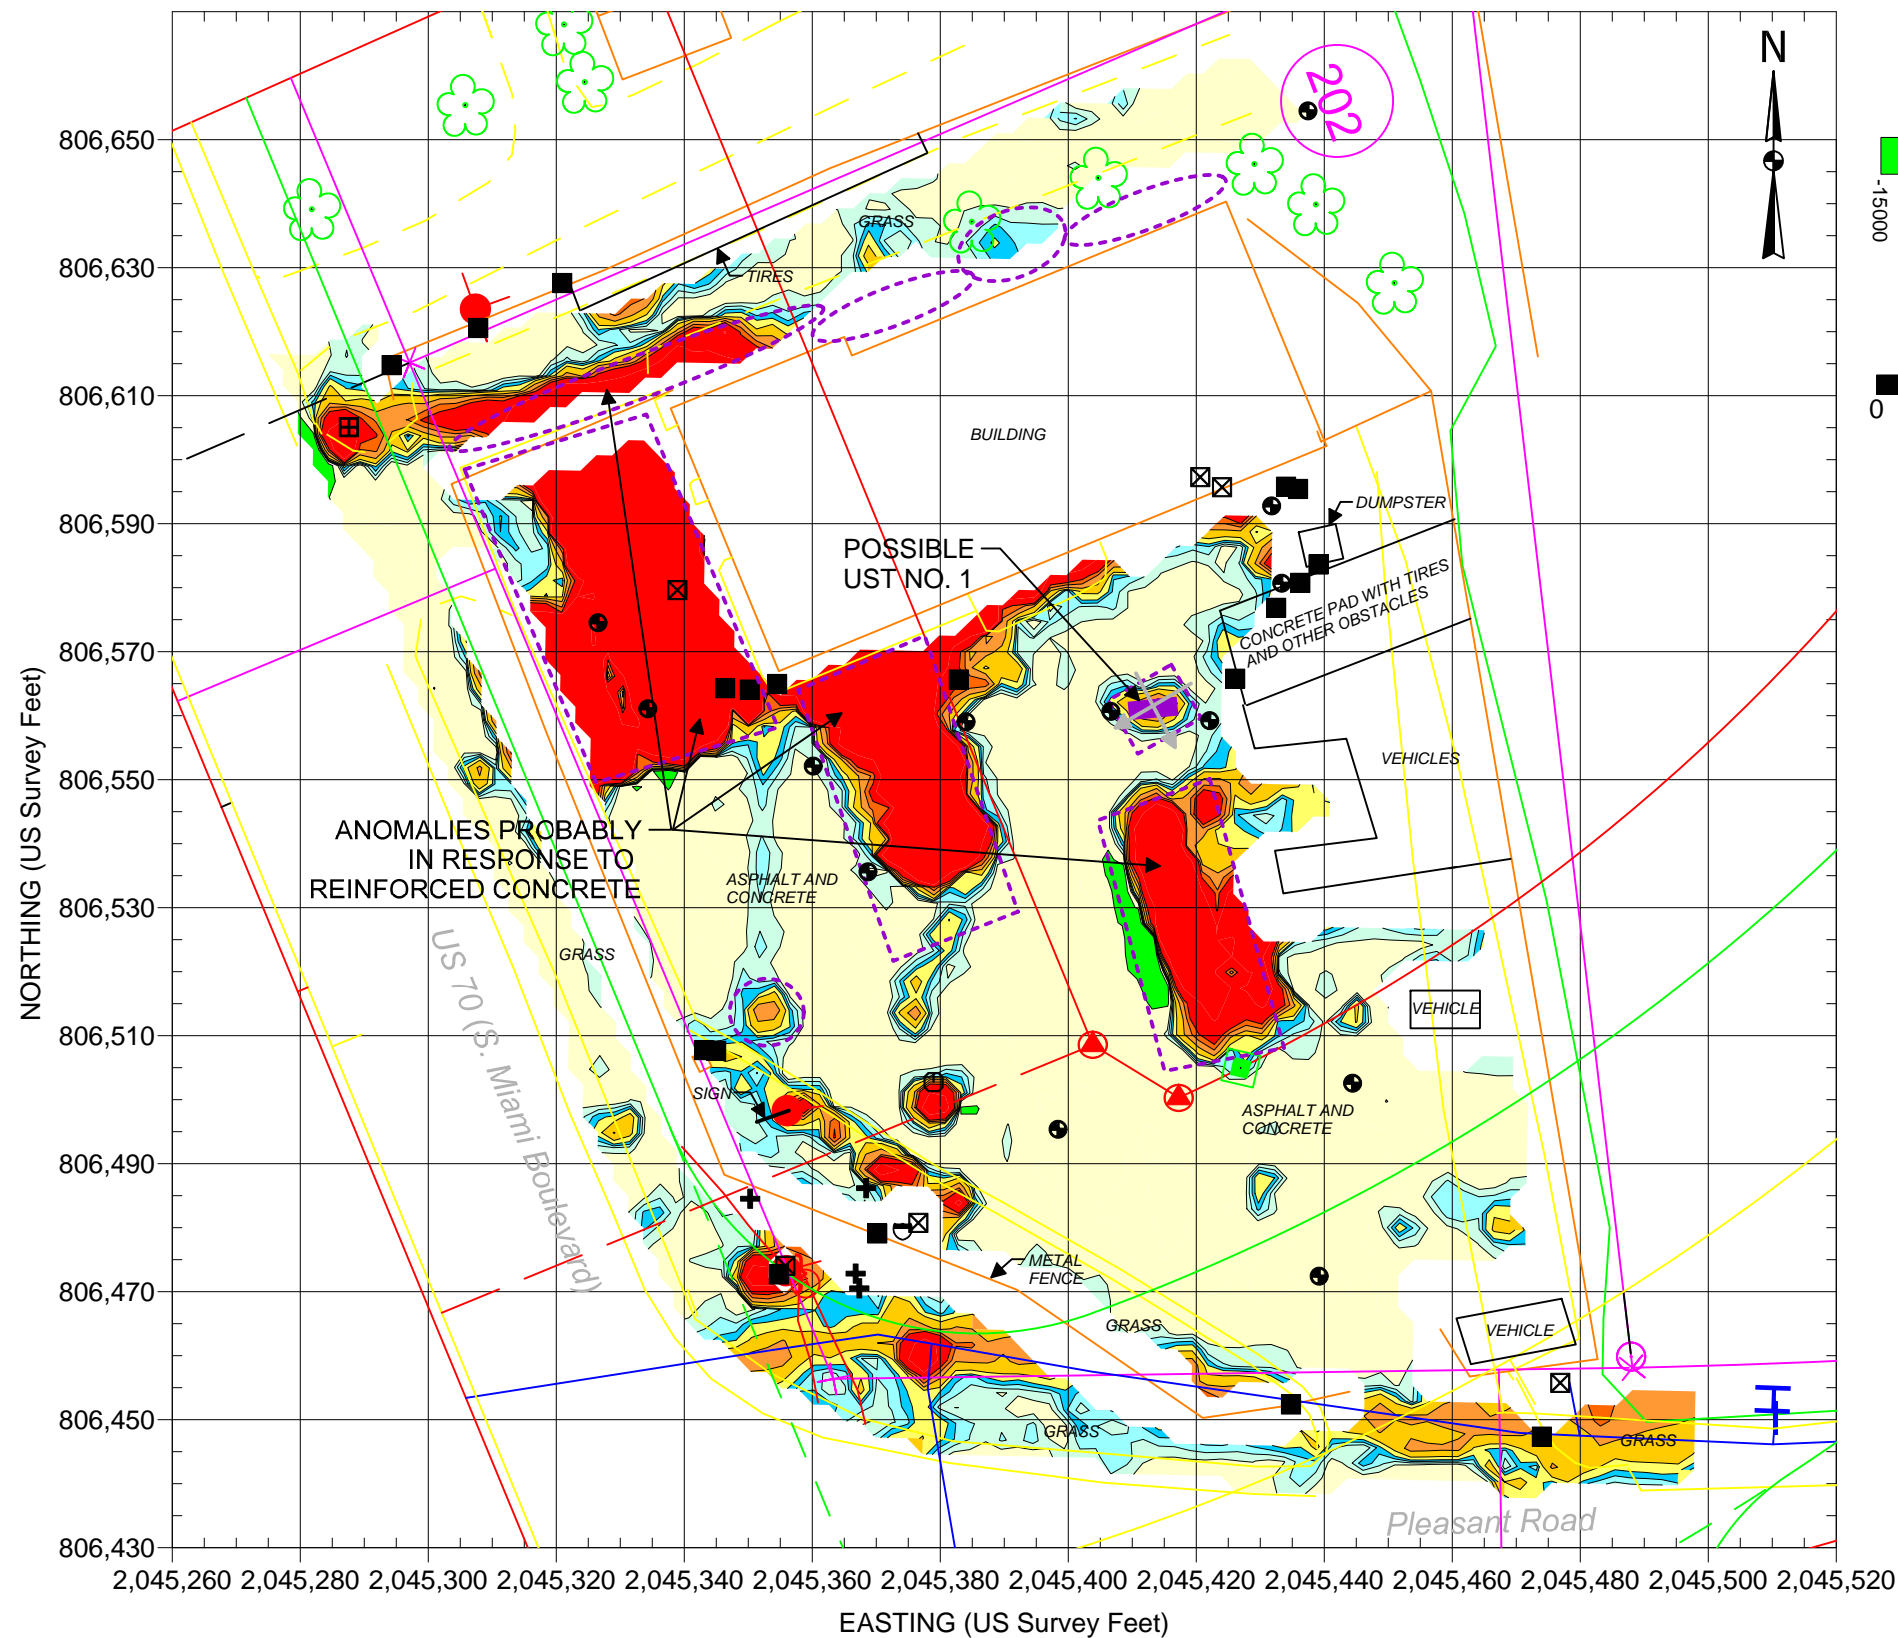 N
202
-15000
0
806,650
806,630
806,610
806,590
806,570
806,550
806,530
806,510
806,490
806,470
806,450
806,430
NORTHING (US Survey Feet)
GRASS
TIRES
BUILDING
DUMPSTER
POSSIBLE
UST NO. 1
CONCRETE PAD WITH TIRES
AND OTHER OBSTACLES
VEHICLES
ANOMALIES PROBABLY
IN RESPONSE TO
REINFORCED CONCRETE
ASPHALT AND
CONCRETE
GRASS
US 70 (S. Miami Boulevard)
VEHICLE
SIGN
ASPHALT AND
CONCRETE
METAL
FENCE
GRASS
VEHICLE
GRASS
GRASS
Pleasant Road
2,045,260 2,045,280 2,045,300 2,045,320 2,045,340 2,045,360 2,045,380 2,045,400 2,045,420 2,045,440 2,045,460 2,045,480 2,045,500 2,045,520
EASTING (US Survey Feet)